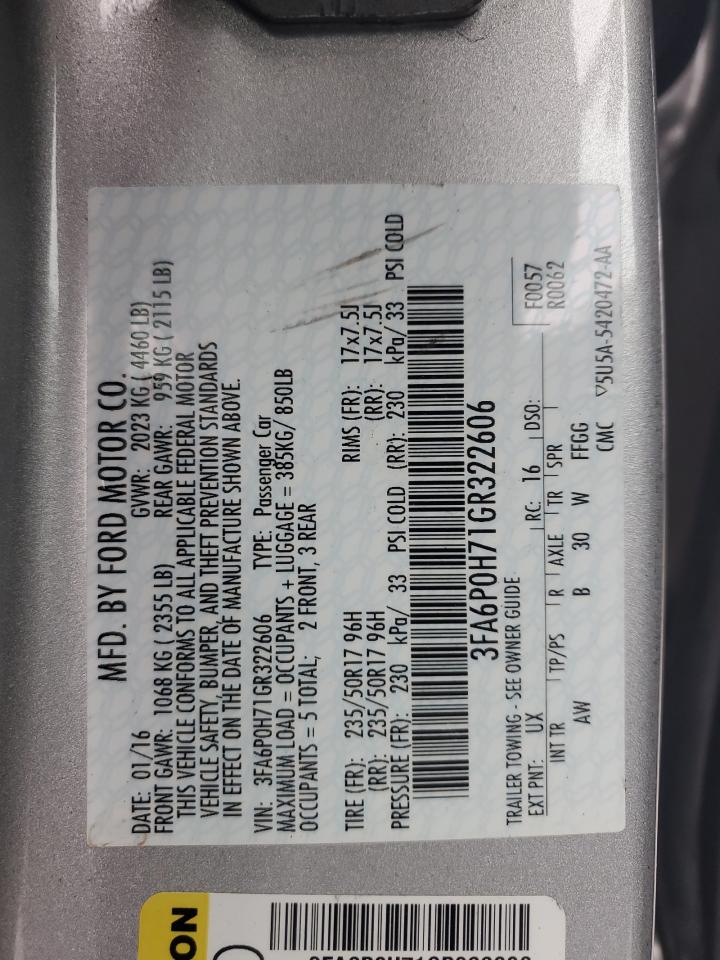 MFD. BY FORD MOTOR CO.
DATE: 01/16 GVWR: 2023 KG ( 4460 LB)
FRONT GAWR: 1068 KG ( 2355 LB) REAR GAWR: 959 KG ( 2115 LB)
THIS VEHICLE CONFORMS TO ALL APPLICABLE FEDERAL MOTOR
VEHICLE SAFETY, BUMPER, AND THEFT PREVENTION STANDARDS
IN EFFECT ON THE DATE OF MANUFACTURE SHOWN ABOVE.
VIN: 3FA6P0H71GR322606 TYPE: Passenger Car
MAXIMUM LOAD = OCCUPANTS + LUGGAGE = 385KG/ 850LB
OCCUPANTS = 5 TOTAL; 2 FRONT, 3 REAR
TIRE (FR): 235/50R17 96H RIMS (FR): 17x7.5J
(RR): 235/50R17 96H (RR): 17x7.5J
PRESSURE (FR): 230 kPa/ 33 PSI COLD (RR): 230 kPa/ 33 PSI COLD
3FA6P0H71GR322606
TRAILER TOWING - SEE OWNER GUIDE F0057
EXT PNT: UX RC: 16 DSO: R0062
INT TR TP/PS R AXLE TR SPR
AW B 30 W FFGG
CMC ▽5U5A-5420472-AA
ON